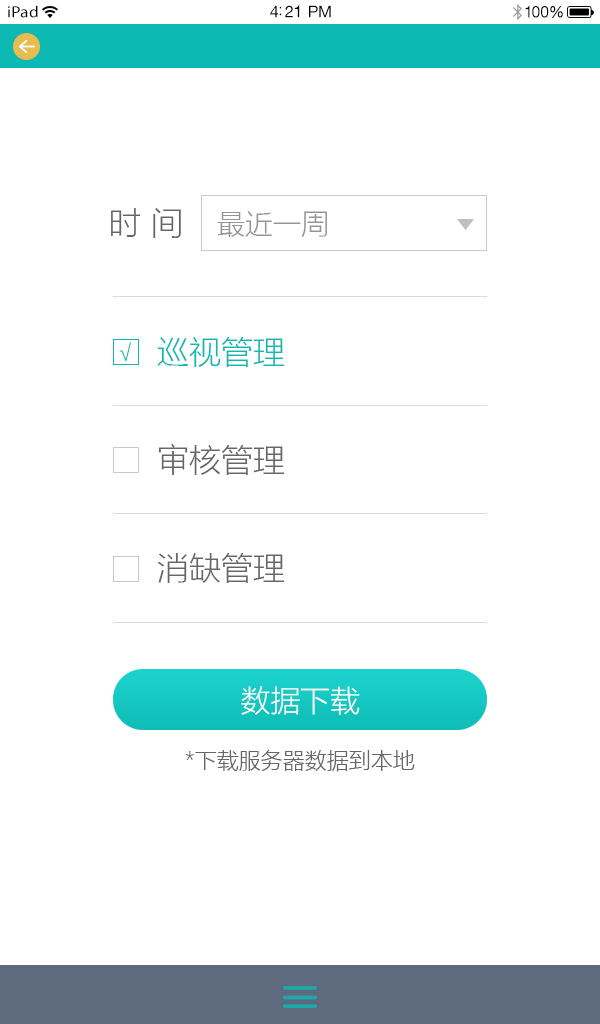 iPad 4:21 PM 100%
时 间 最近一周
√ 巡视管理
审核管理
消缺管理
数据下载
*下载服务器数据到本地